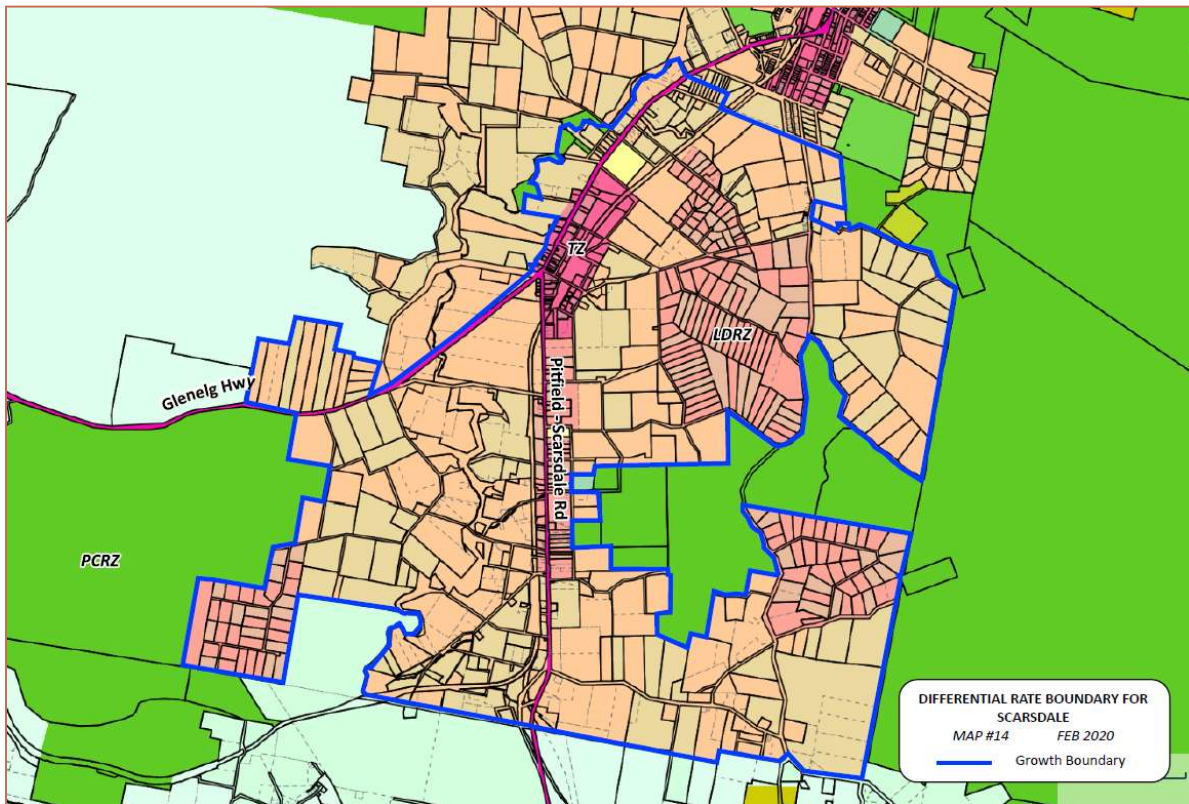 TZ
LDRZ
Glenelg Hwy
Pitfield - Scarsdale Rd
PCRZ
DIFFERENTIAL RATE BOUNDARY FOR
SCARSDALE
MAP #14 FEB 2020
Growth Boundary